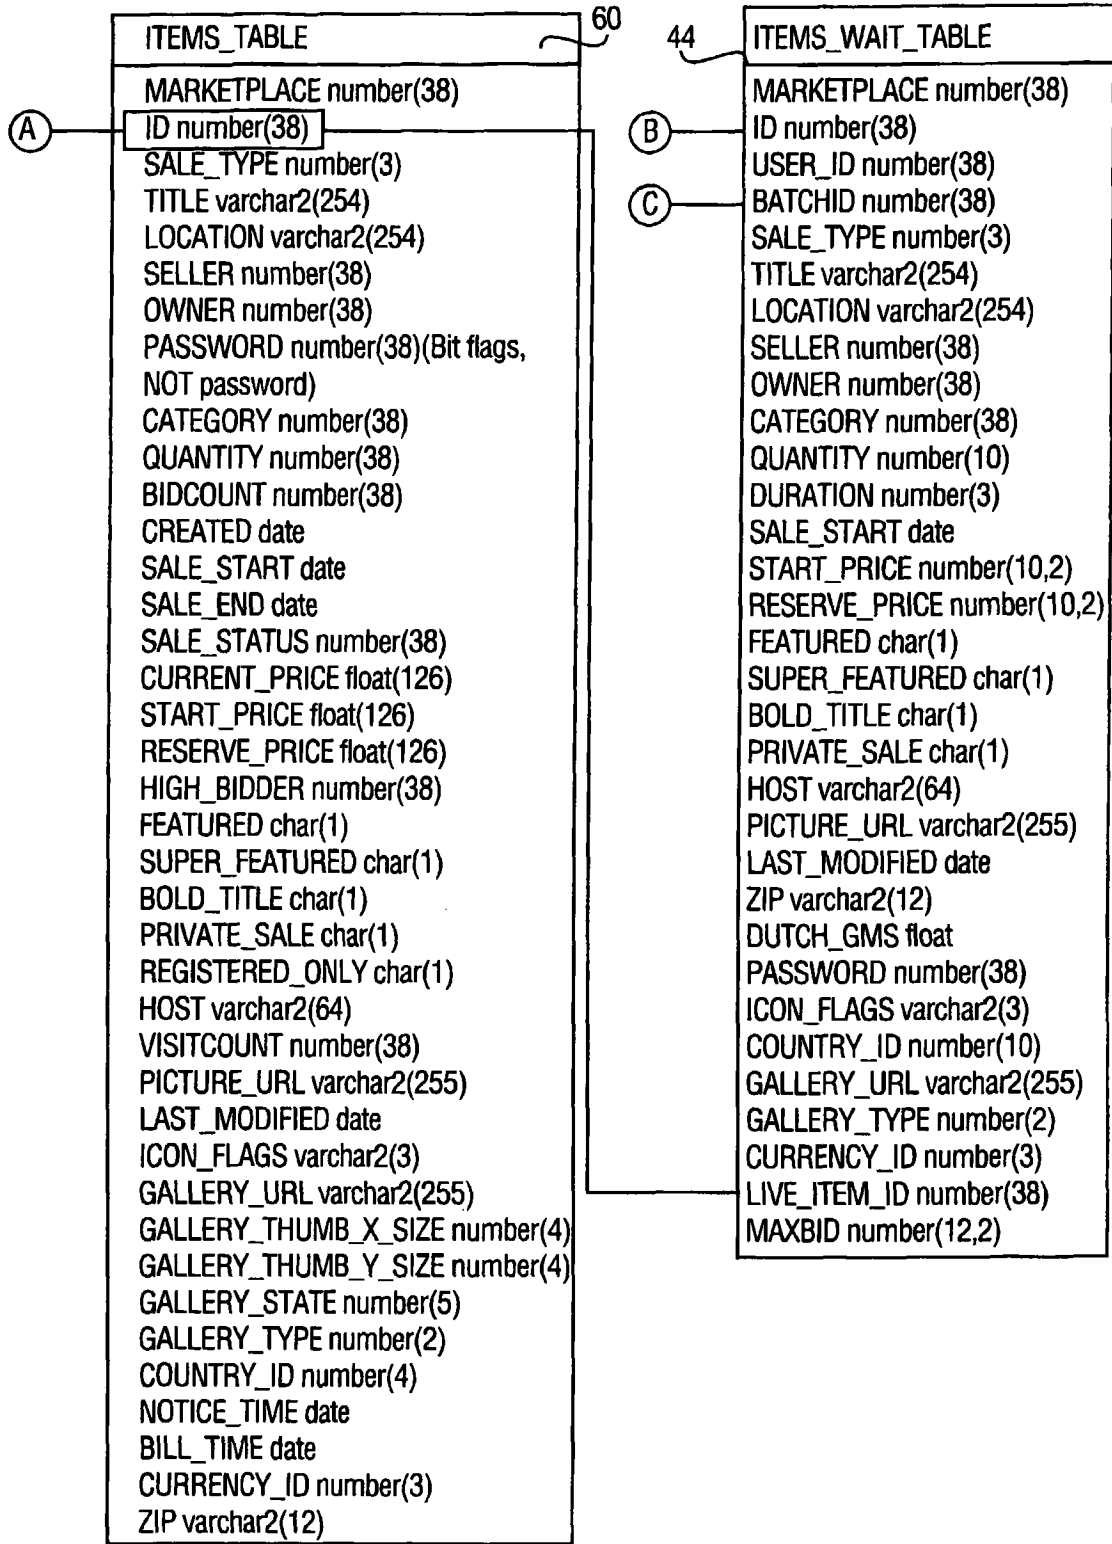 ITEMS_TABLE
60
MARKETPLACE number(38)
A
ID number(38)
SALE_TYPE number(3)
TITLE varchar2(254)
LOCATION varchar2(254)
SELLER number(38)
OWNER number(38)
PASSWORD number(38)(Bit flags,
NOT password)
CATEGORY number(38)
QUANTITY number(38)
BIDCOUNT number(38)
CREATED date
SALE_START date
SALE_END date
SALE_STATUS number(38)
CURRENT_PRICE float(126)
START_PRICE float(126)
RESERVE_PRICE float(126)
HIGH_BIDDER number(38)
FEATURED char(1)
SUPER_FEATURED char(1)
BOLD_TITLE char(1)
PRIVATE_SALE char(1)
REGISTERED_ONLY char(1)
HOST varchar2(64)
VISITCOUNT number(38)
PICTURE_URL varchar2(255)
LAST_MODIFIED date
ICON_FLAGS varchar2(3)
GALLERY_URL varchar2(255)
GALLERY_THUMB_X_SIZE number(4)
GALLERY_THUMB_Y_SIZE number(4)
GALLERY_STATE number(5)
GALLERY_TYPE number(2)
COUNTRY_ID number(4)
NOTICE_TIME date
BILL_TIME date
CURRENCY_ID number(3)
ZIP varchar2(12)
44
ITEMS_WAIT_TABLE
MARKETPLACE number(38)
B
ID number(38)
USER_ID number(38)
C
BATCHID number(38)
SALE_TYPE number(3)
TITLE varchar2(254)
LOCATION varchar2(254)
SELLER number(38)
OWNER number(38)
CATEGORY number(38)
QUANTITY number(10)
DURATION number(3)
SALE_START date
START_PRICE number(10,2)
RESERVE_PRICE number(10,2)
FEATURED char(1)
SUPER_FEATURED char(1)
BOLD_TITLE char(1)
PRIVATE_SALE char(1)
HOST varchar2(64)
PICTURE_URL varchar2(255)
LAST_MODIFIED date
ZIP varchar2(12)
DUTCH_GMS float
PASSWORD number(38)
ICON_FLAGS varchar2(3)
COUNTRY_ID number(10)
GALLERY_URL varchar2(255)
GALLERY_TYPE number(2)
CURRENCY_ID number(3)
LIVE_ITEM_ID number(38)
MAXBID number(12,2)